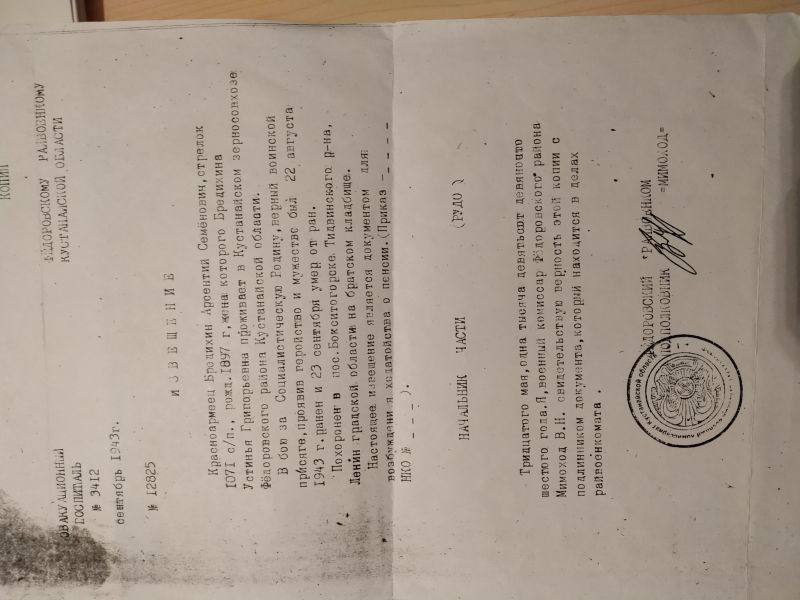 КОПИЯ
ЭВАКУАЦИОННЫЙ
ГОСПИТАЛЬ
№ 3412
сентябрь 1943г.
№ 12825
ФЁДОРОВСКОМУ РАЙВОЕНКОМУ
КУСТАНАЙСКОЙ ОБЛАСТИ
И З В Е Щ Е Н И Е
Красноармеец Бредихин Арсентий Семёнович,стрелок
1071 с/п., рожд.1897 г,жена которого Бредихина
Устинья Григорьевна проживает в Кустанайском зерносовхозе
Фёдоровского района Кустанайской области.
В бою за Социалистическую Родину,верный воинской
присяге,проявив геройство и мужество был 22 августа
1943 г.ранен и 23 сентября умер от ран.
Похоронен в пос.Бокситогорске Тидвинского р-на,
Ленин градской области на братском кладбище.
Настоящее извещение является документом для
возбуждени я ходатойства о пенсии.(Приказ - - - - -
НКО № - - - ).
НАЧАЛЬНИК ЧАСТИ (РУДО )
Тридцатого мая,одна тысяча девятьсот девяносто
шестого года.Я,военный комиссар Фёдоровского района
Мимоход В.Н. свидетельствую верность этой копии с
подлинником документа,который находится в делах
райвоенкомата .
ФЁДОРОВСКИЙ РАЙВОЕНКОМ
ПОДПОЛКОВНИК =МИМОХОД=